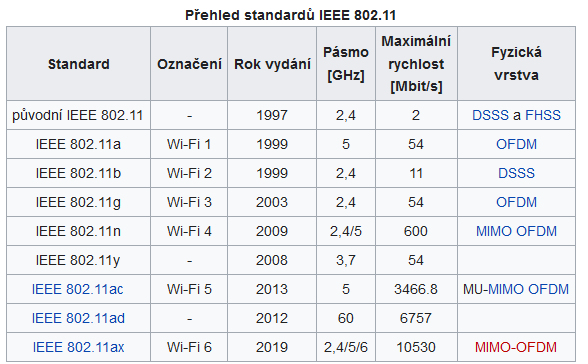 Přehled standardů IEEE 802.11
Standard Označení Rok vydání Pásmo [GHz] Maximální rychlost [Mbit/s] Fyzická vrstva
původní IEEE 802.11 - 1997 2,4 2 DSSS a FHSS
IEEE 802.11a Wi-Fi 1 1999 5 54 OFDM
IEEE 802.11b Wi-Fi 2 1999 2,4 11 DSSS
IEEE 802.11g Wi-Fi 3 2003 2,4 54 OFDM
IEEE 802.11n Wi-Fi 4 2009 2,4/5 600 MIMO OFDM
IEEE 802.11y - 2008 3,7 54
IEEE 802.11ac Wi-Fi 5 2013 5 3466.8 MU-MIMO OFDM
IEEE 802.11ad - 2012 60 6757
IEEE 802.11ax Wi-Fi 6 2019 2,4/5/6 10530 MIMO-OFDM